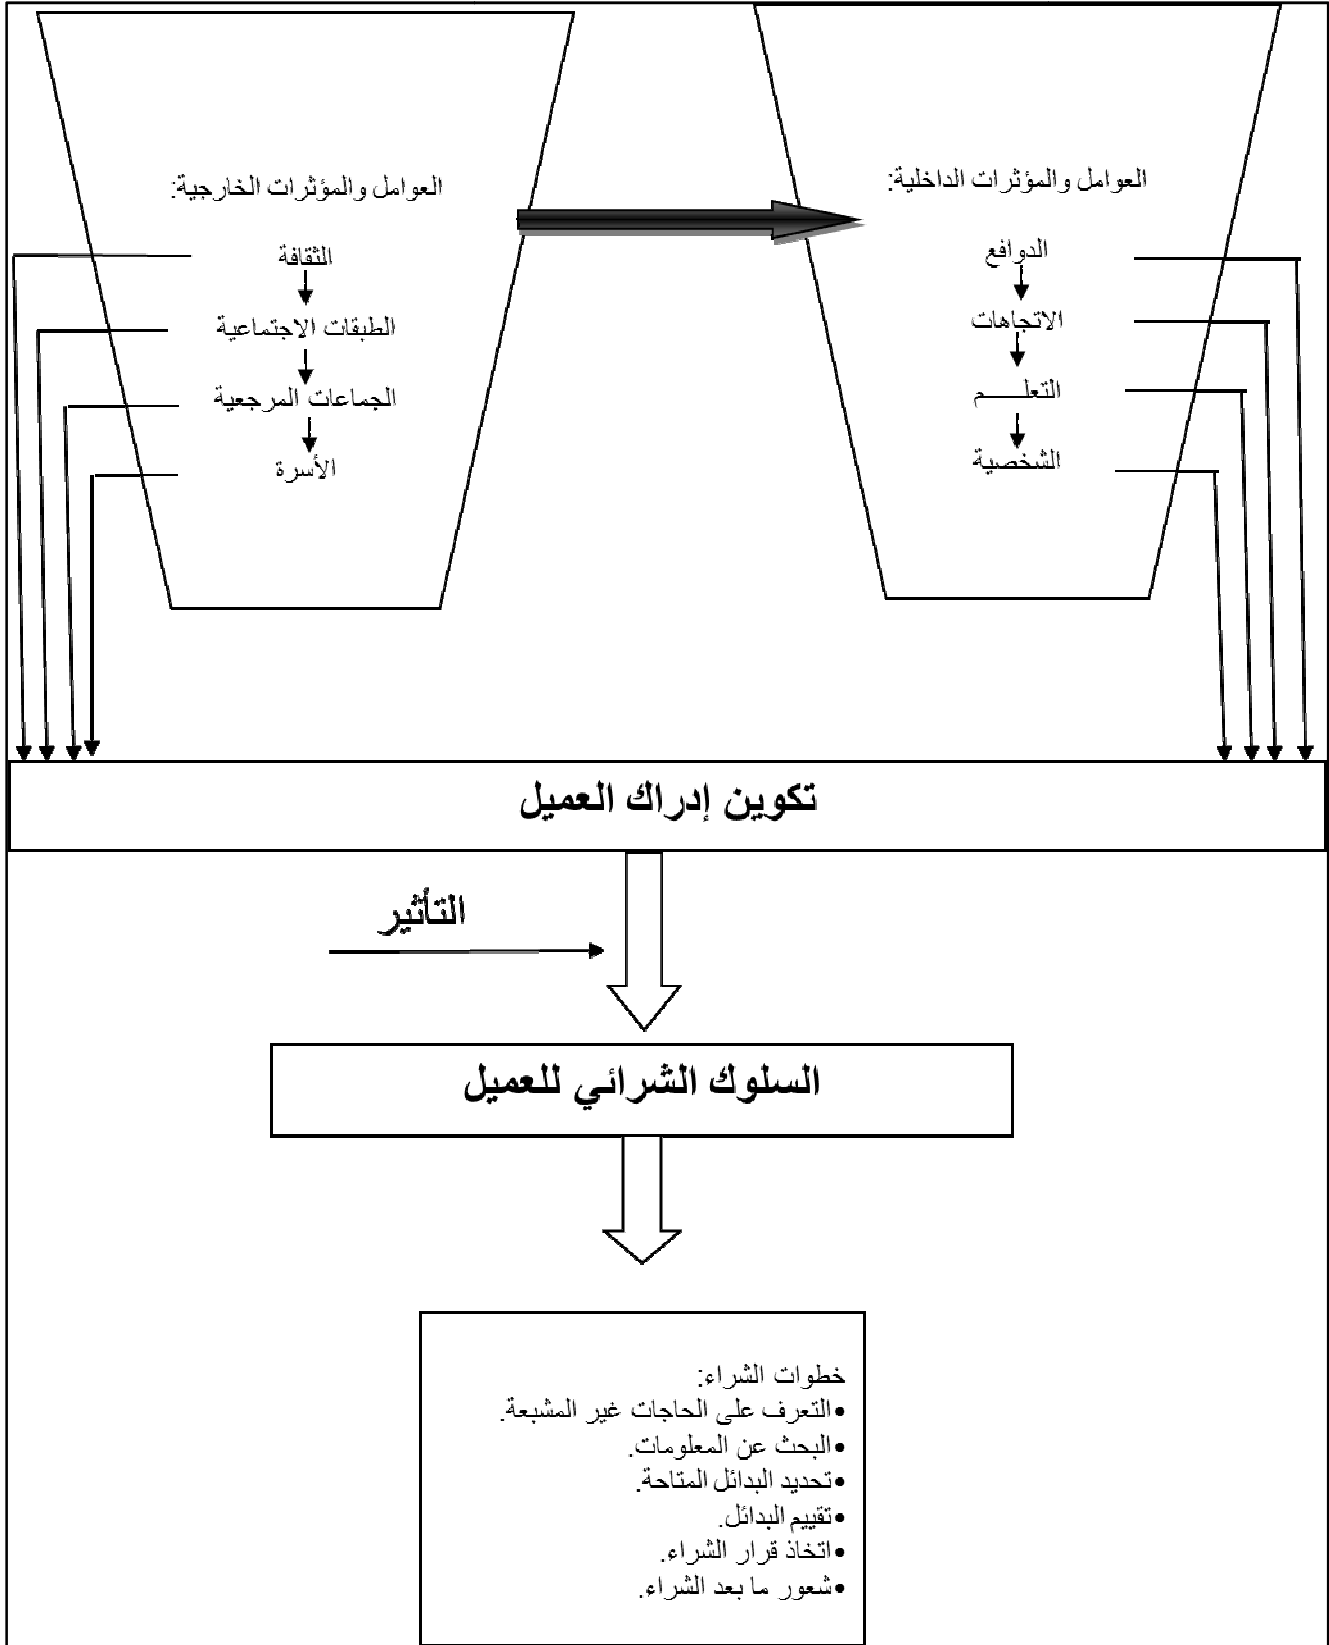 العوامل والمؤثرات الداخلية:
الدوافع
الاتجاهات
التعلـــــم
الشخصية
العوامل والمؤثرات الخارجية:
الثقافة
الطبقات الاجتماعية
الجماعات المرجعية
الأسرة
تكوين إدراك العميل
التأثير
السلوك الشرائي للعميل
خطوات الشراء:
•التعرف على الحاجات غير المشبعة.
•البحث عن المعلومات.
•تحديد البدائل المتاحة.
•تقييم البدائل.
•اتخاذ قرار الشراء.
•شعور ما بعد الشراء.